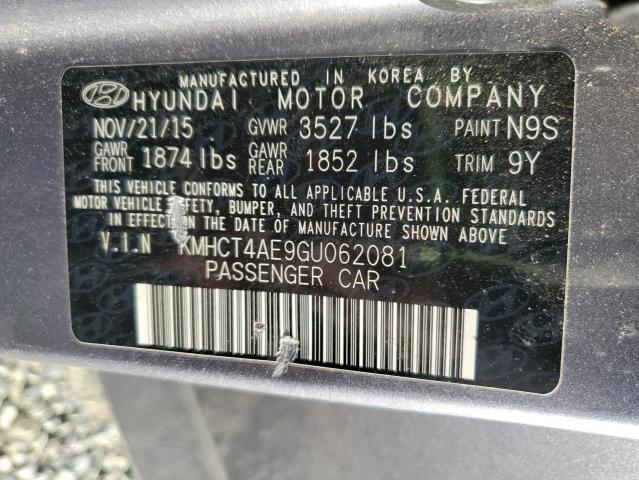 MANUFACTURED IN KOREA BY
HYUNDAI MOTOR COMPANY
NOV/21/15 GVWR 3527 lbs PAINT N9S
GAWR FRONT 1874 lbs GAWR REAR 1852 lbs TRIM 9Y
THIS VEHICLE CONFORMS TO ALL APPLICABLE U.S.A. FEDERAL
MOTOR VEHICLE SAFETY, BUMPER, AND THEFT PREVENTION STANDARDS
IN EFFECT ON THE DATE OF MANUFACTURE SHOWN ABOVE
V.I.N KMHCT4AE9GU062081
PASSENGER CAR